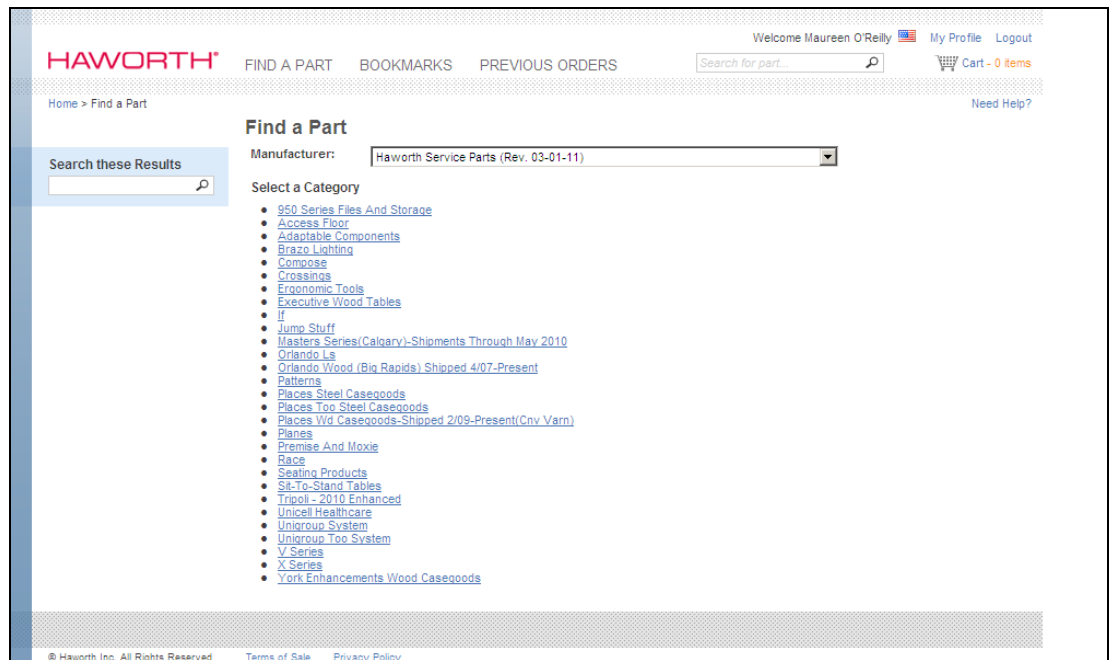 Welcome Maureen O'Reilly My Profile Logout
HAWORTH® FIND A PART BOOKMARKS PREVIOUS ORDERS Search for part... Cart - 0 items
Home > Find a Part Need Help?
Find a Part
Search these Results
Manufacturer: Haworth Service Parts (Rev. 03-01-11)
Select a Category
950 Series Files And Storage
Access Floor
Adaptable Components
Brazo Lighting
Compose
Crossings
Ergonomic Tools
Executive Wood Tables
If
Jump Stuff
Masters Series(Calgary)-Shipments Through May 2010
Orlando Ls
Orlando Wood (Big Rapids) Shipped 4/07-Present
Patterns
Places Steel Casegoods
Places Too Steel Casegoods
Places Wd Casegoods-Shipped 2/09-Present(Cnv Varn)
Planes
Premise And Moxie
Race
Seating Products
Sit-To-Stand Tables
Tripoli - 2010 Enhanced
Unicell Healthcare
Unigroup System
Unigroup Too System
V Series
X Series
York Enhancements Wood Casegoods
© Haworth Inc. All Rights Reserved Terms of Sale Privacy Policy